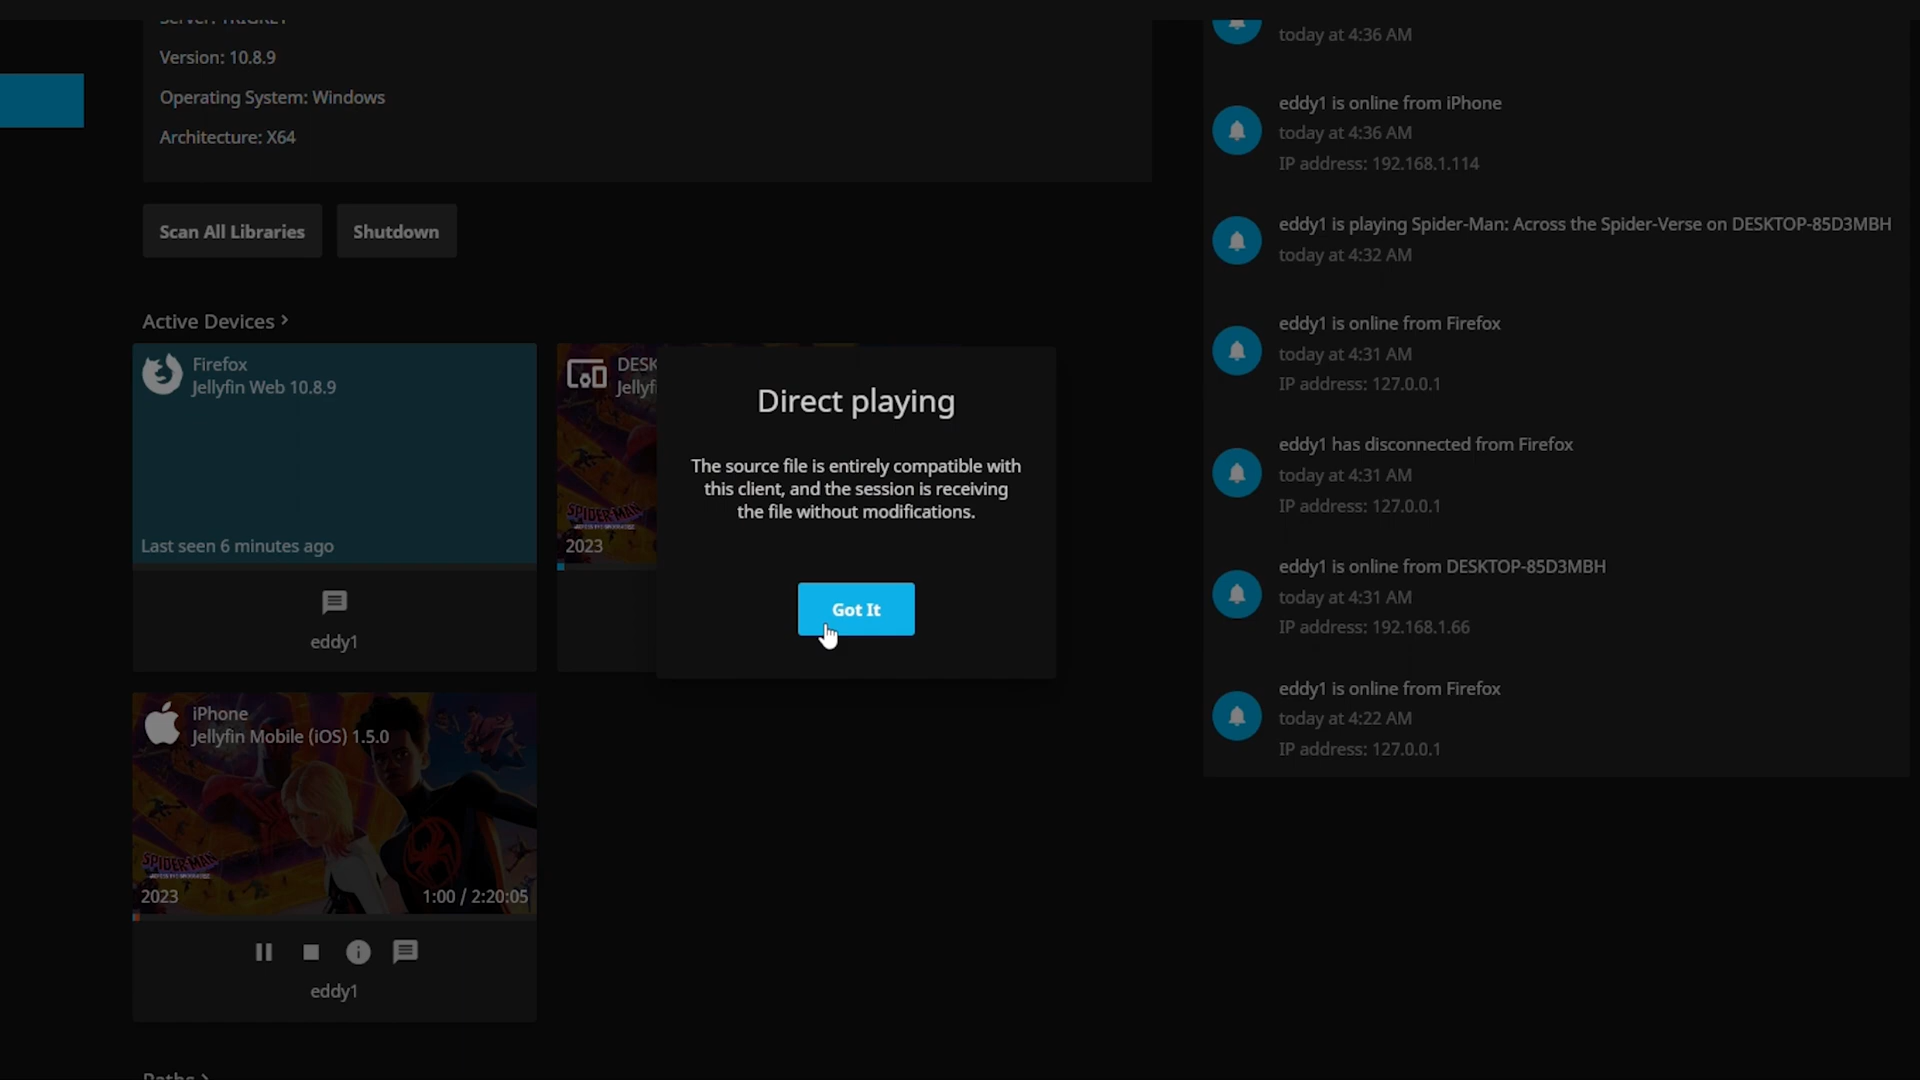 Version: 10.8.9
Operating System: Windows
Architecture: X64
Scan All Libraries
Shutdown
Active Devices
Firefox
Jellyfin Web 10.8.9
Last seen 6 minutes ago
eddy1
DESK
Jellyf
SPIDER-MAN
2023
Direct playing
The source file is entirely compatible with
this client, and the session is receiving
the file without modifications.
Got It
iPhone
Jellyfin Mobile (iOS) 1.5.0
SPIDER-MAN
2023
1:00 / 2:20:05
eddy1
today at 4:36 AM
eddy1 is online from iPhone
today at 4:36 AM
IP address: 192.168.1.114
eddy1 is playing Spider-Man: Across the Spider-Verse on DESKTOP-85D3MBH
today at 4:32 AM
eddy1 is online from Firefox
today at 4:31 AM
IP address: 127.0.0.1
eddy1 has disconnected from Firefox
today at 4:31 AM
IP address: 127.0.0.1
eddy1 is online from DESKTOP-85D3MBH
today at 4:31 AM
IP address: 192.168.1.66
eddy1 is online from Firefox
today at 4:22 AM
IP address: 127.0.0.1